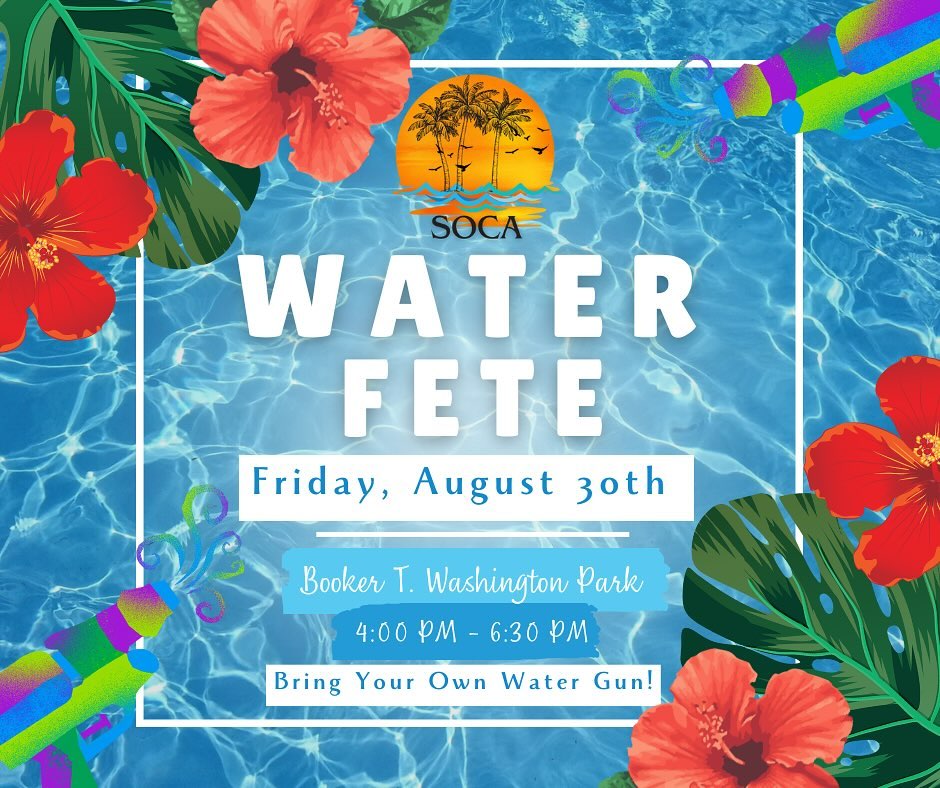 SOCA
WATER
FETE
Friday, August 30th
Booker T. Washington Park
4:00 PM - 6:30 PM
Bring Your Own Water Gun!